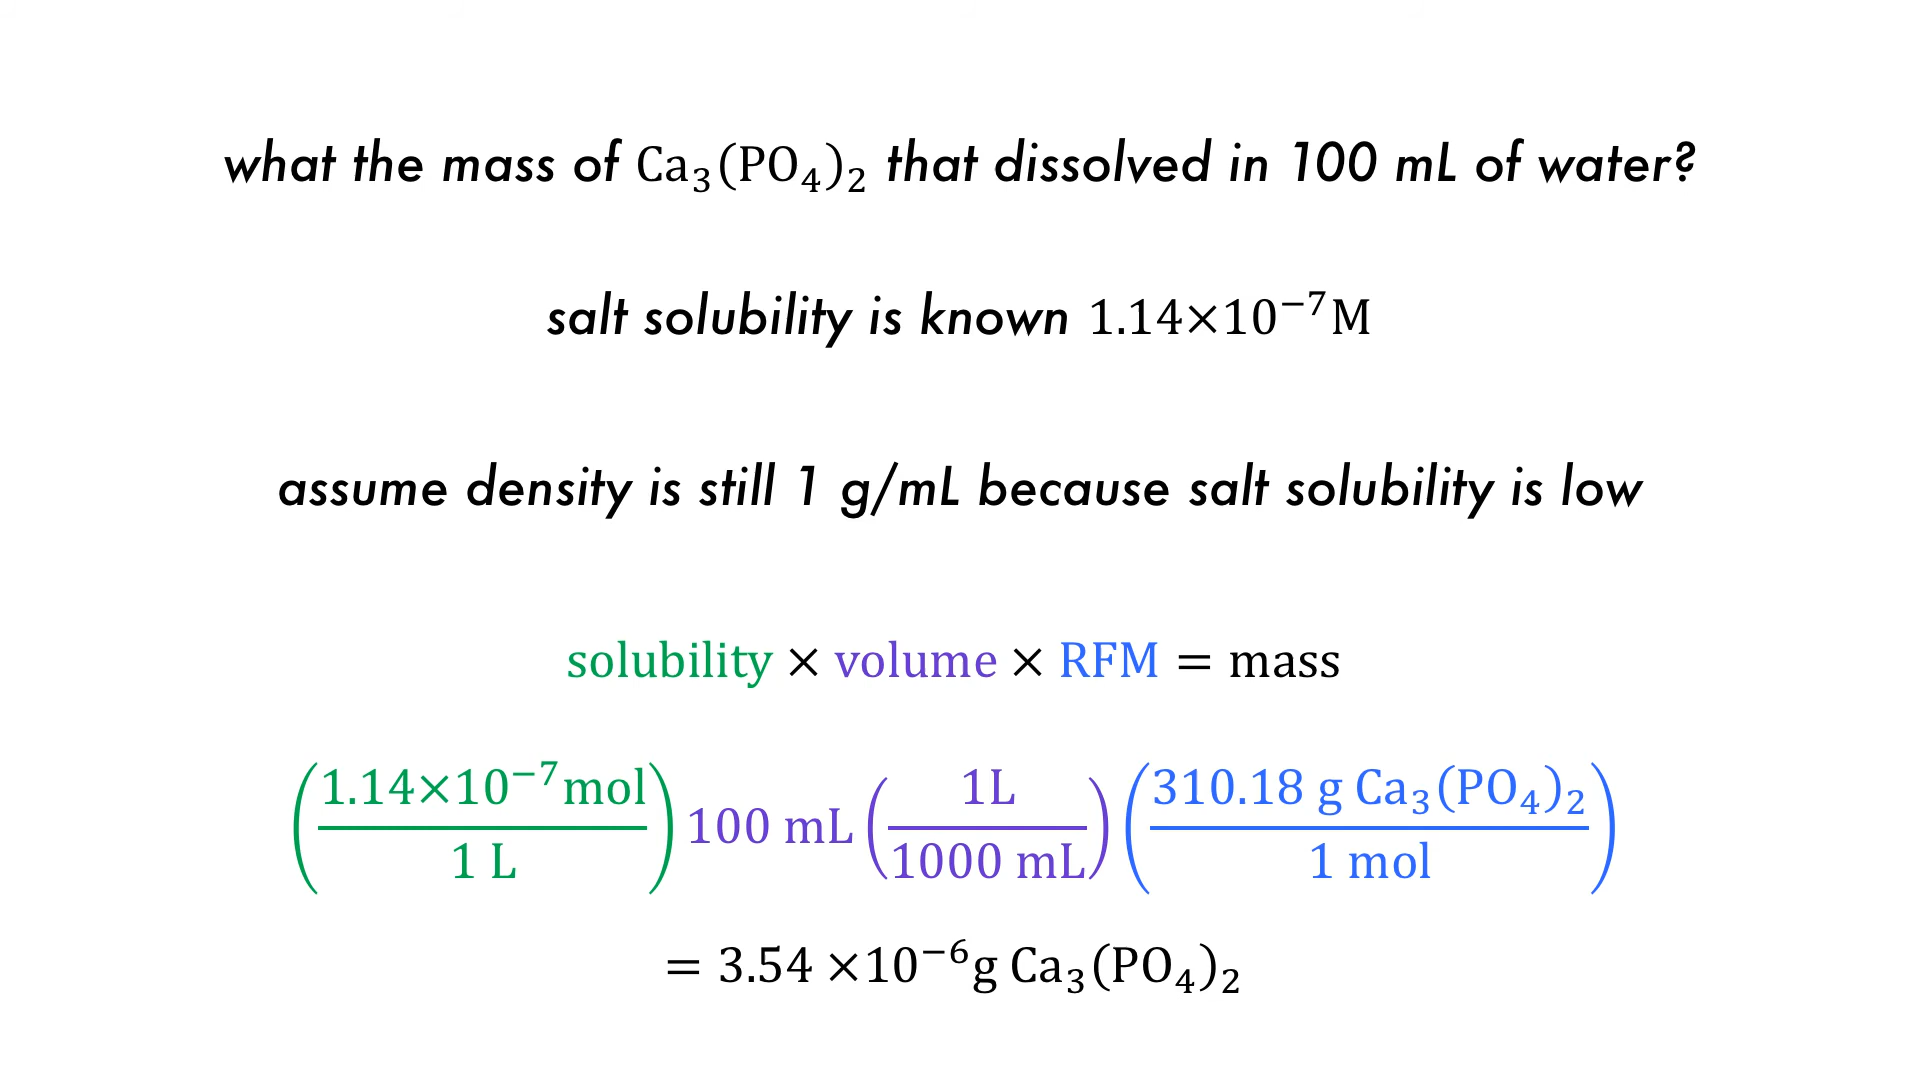 what the mass of Ca₃(PO₄)₂ that dissolved in 100 mL of water?
salt solubility is known 1.14×10⁻⁷M
assume density is still 1 g/mL because salt solubility is low
solubility × volume × RFM = mass
(1.14×10⁻⁷mol / 1 L) 100 mL (1L / 1000 mL) (310.18 g Ca₃(PO₄)₂ / 1 mol)
= 3.54 ×10⁻⁶g Ca₃(PO₄)₂